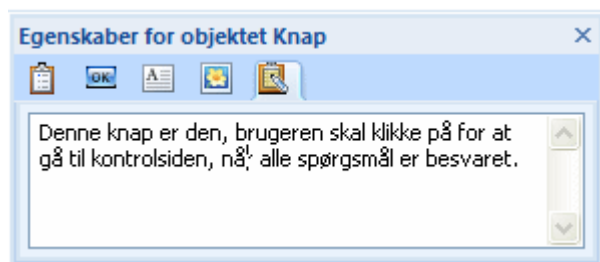 Egenskaber for objektet Knap
OK
A
Denne knap er den, brugeren skal klikke på for at
gå til kontrolsiden, når alle spørgsmål er besvaret.